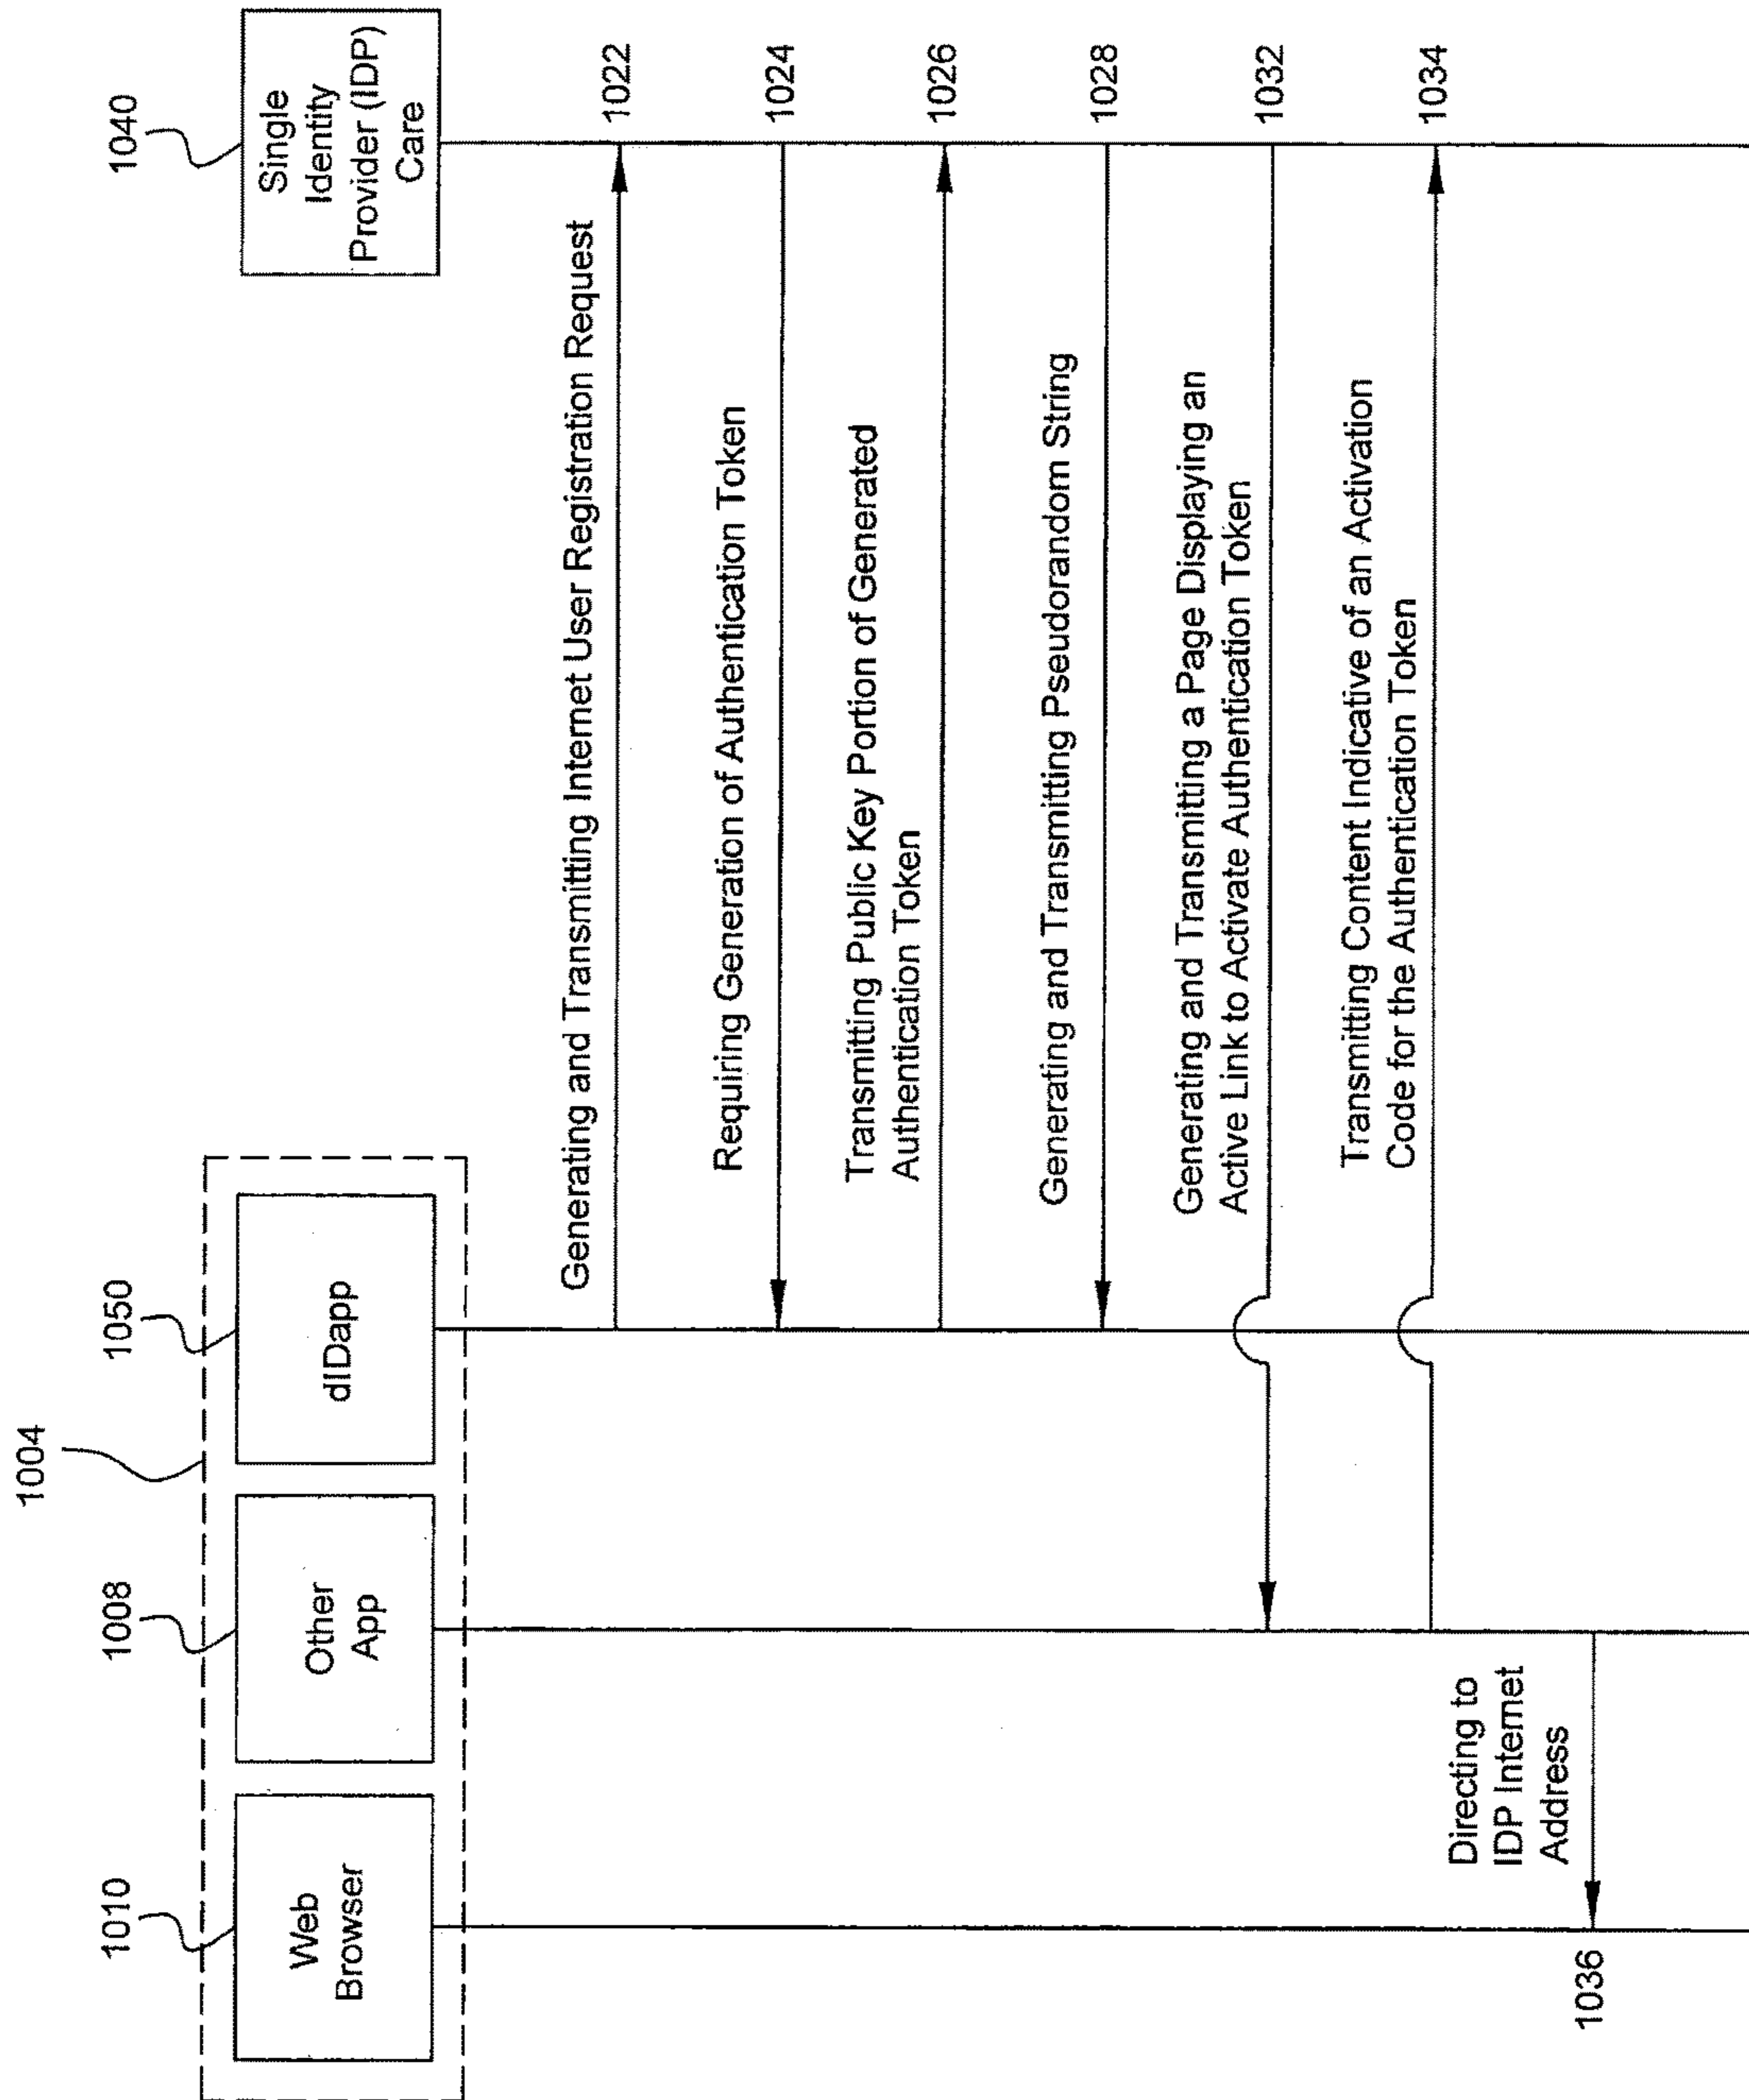 1004
1010
1008
1050
1040
Web
Browser
Other
App
dIDapp
Single
Identity
Provider (IDP)
Care
Generating and Transmitting Internet User Registration Request
1022
Requiring Generation of Authentication Token
1024
Transmitting Public Key Portion of Generated
Authentication Token
1026
Generating and Transmitting Pseudorandom String
1028
Generating and Transmitting a Page Displaying an
Active Link to Activate Authentication Token
1032
Transmitting Content Indicative of an Activation
Code for the Authentication Token
1034
Directing to
IDP Internet
Address
1036